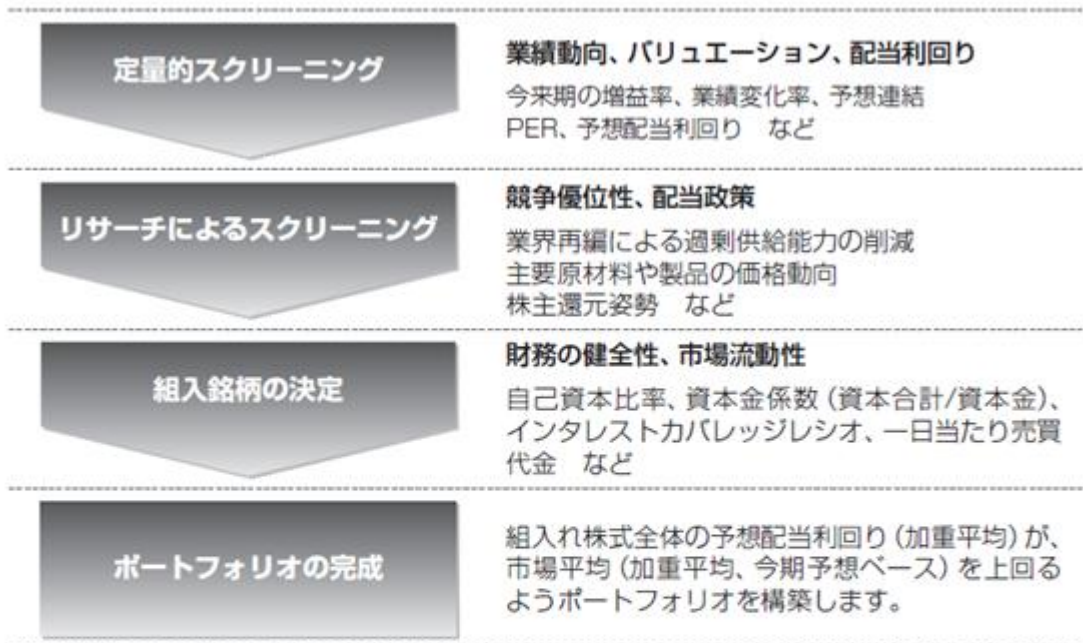 定量的スクリーニング
業績動向、バリュエーション、配当利回り
今来期の増益率、業績変化率、予想連結
PER、予想配当利回り　など
リサーチによるスクリーニング
競争優位性、配当政策
業界再編による過剰供給能力の削減
主要原材料や製品の価格動向
株主還元姿勢　など
組入銘柄の決定
財務の健全性、市場流動性
自己資本比率、資本金係数（資本合計/資本金）、
インタレストカバレッジレシオ、一日当たり売買
代金　など
ポートフォリオの完成
組入れ株式全体の予想配当利回り（加重平均）が、
市場平均（加重平均、今期予想ベース）を上回る
ようポートフォリオを構築します。